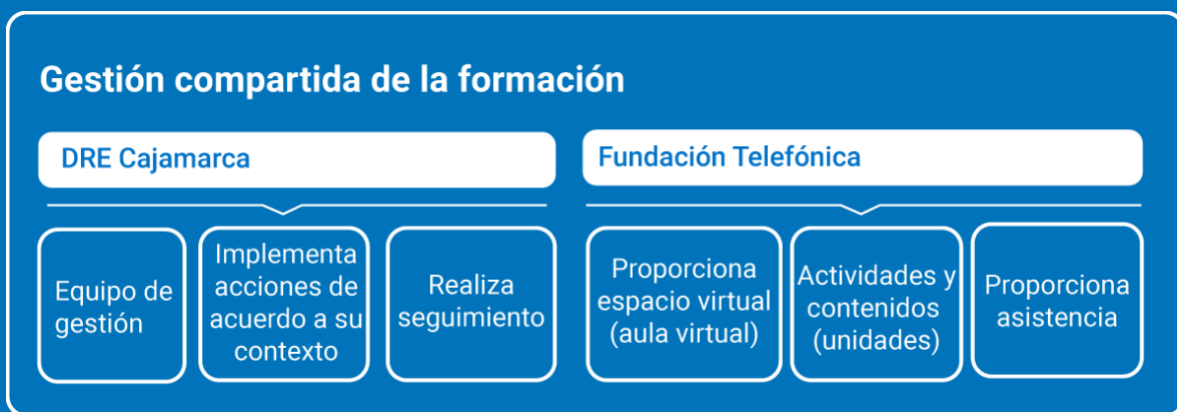 Gestión compartida de la formación
DRE Cajamarca
Fundación Telefónica
Equipo de
gestión
Implementa
acciones de
acuerdo a su
contexto
Realiza
seguimiento
Proporciona
espacio virtual
(aula virtual)
Actividades y
contenidos
(unidades)
Proporciona
asistencia